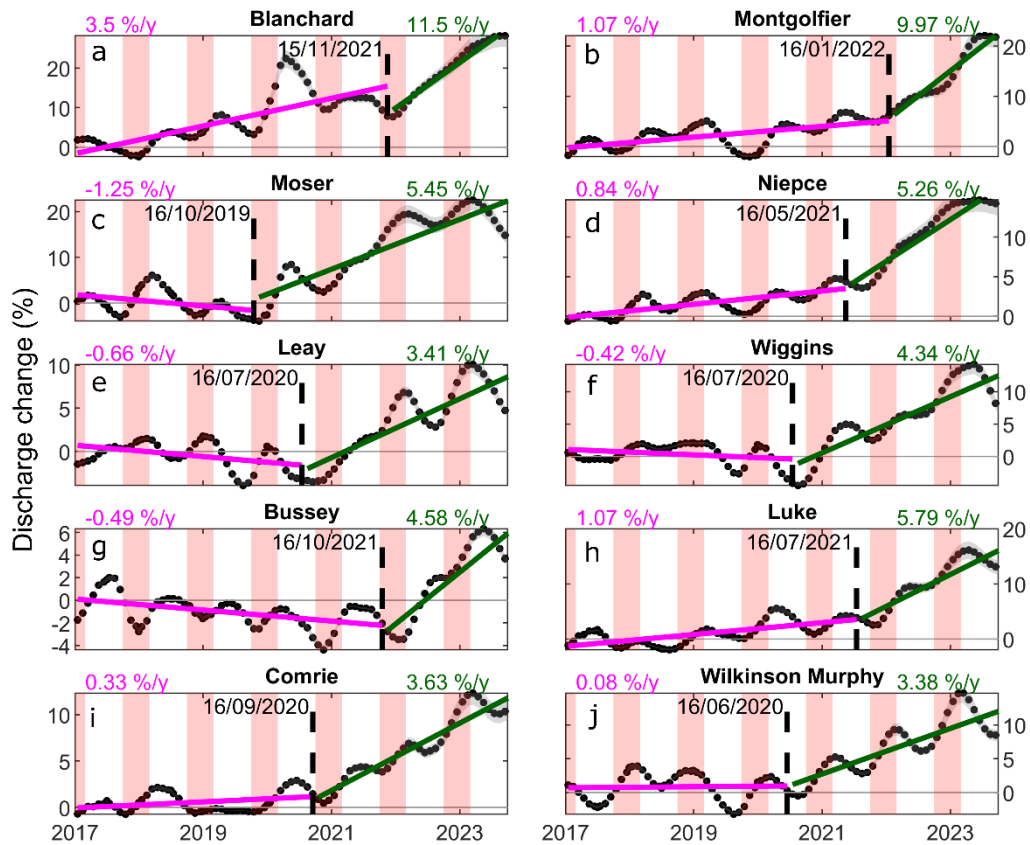 Blanchard
Montgolfier
3.5 %/y
11.5 %/y
1.07 %/y
9.97 %/y
a
15/11/2021
b
16/01/2022
20
10
0
20
10
0
Moser
Niepce
-1.25 %/y
5.45 %/y
0.84 %/y
5.26 %/y
c
16/10/2019
d
16/05/2021
20
10
0
10
5
0
Leay
Wiggins
-0.66 %/y
3.41 %/y
-0.42 %/y
4.34 %/y
e
16/07/2020
f
16/07/2020
10
5
0
10
5
0
Discharge change (%)
Bussey
Luke
-0.49 %/y
4.58 %/y
1.07 %/y
5.79 %/y
g
16/10/2021
h
16/07/2021
6
4
2
0
-2
-4
20
10
0
Comrie
Wilkinson Murphy
0.33 %/y
3.63 %/y
0.08 %/y
3.38 %/y
i
16/09/2020
j
16/06/2020
10
5
0
10
5
0
2017 2019 2021 2023
2017 2019 2021 2023